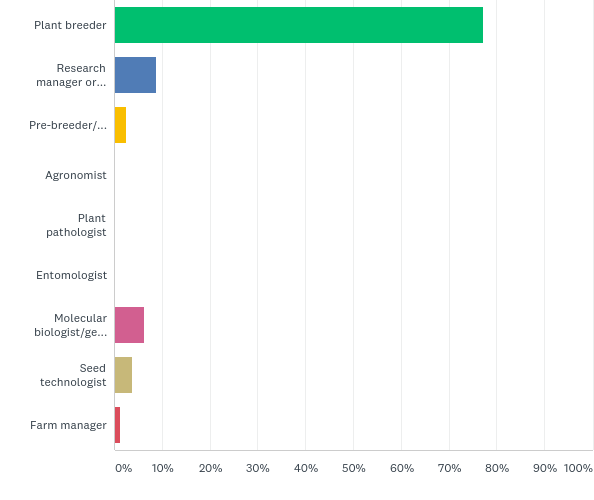 Plant breeder
Research
manager or...
Pre-breeder/...
Agronomist
Plant
pathologist
Entomologist
Molecular
biologist/ge...
Seed
technologist
Farm manager
0% 10% 20% 30% 40% 50% 60% 70% 80% 90% 100%